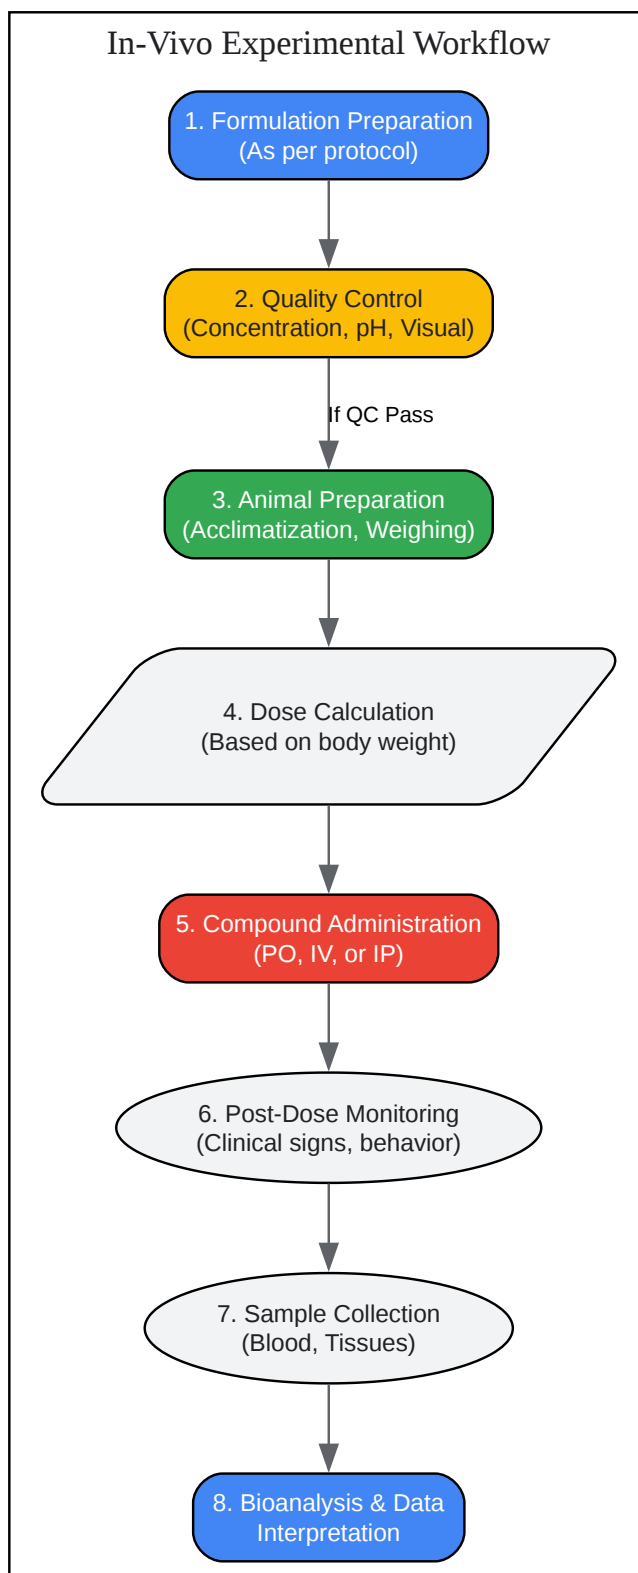 In-Vivo Experimental Workflow
1. Formulation Preparation
(As per protocol)
2. Quality Control
(Concentration, pH, Visual)
If QC Pass
3. Animal Preparation
(Acclimatization, Weighing)
4. Dose Calculation
(Based on body weight)
5. Compound Administration
(PO, IV, or IP)
6. Post-Dose Monitoring
(Clinical signs, behavior)
7. Sample Collection
(Blood, Tissues)
8. Bioanalysis & Data
Interpretation